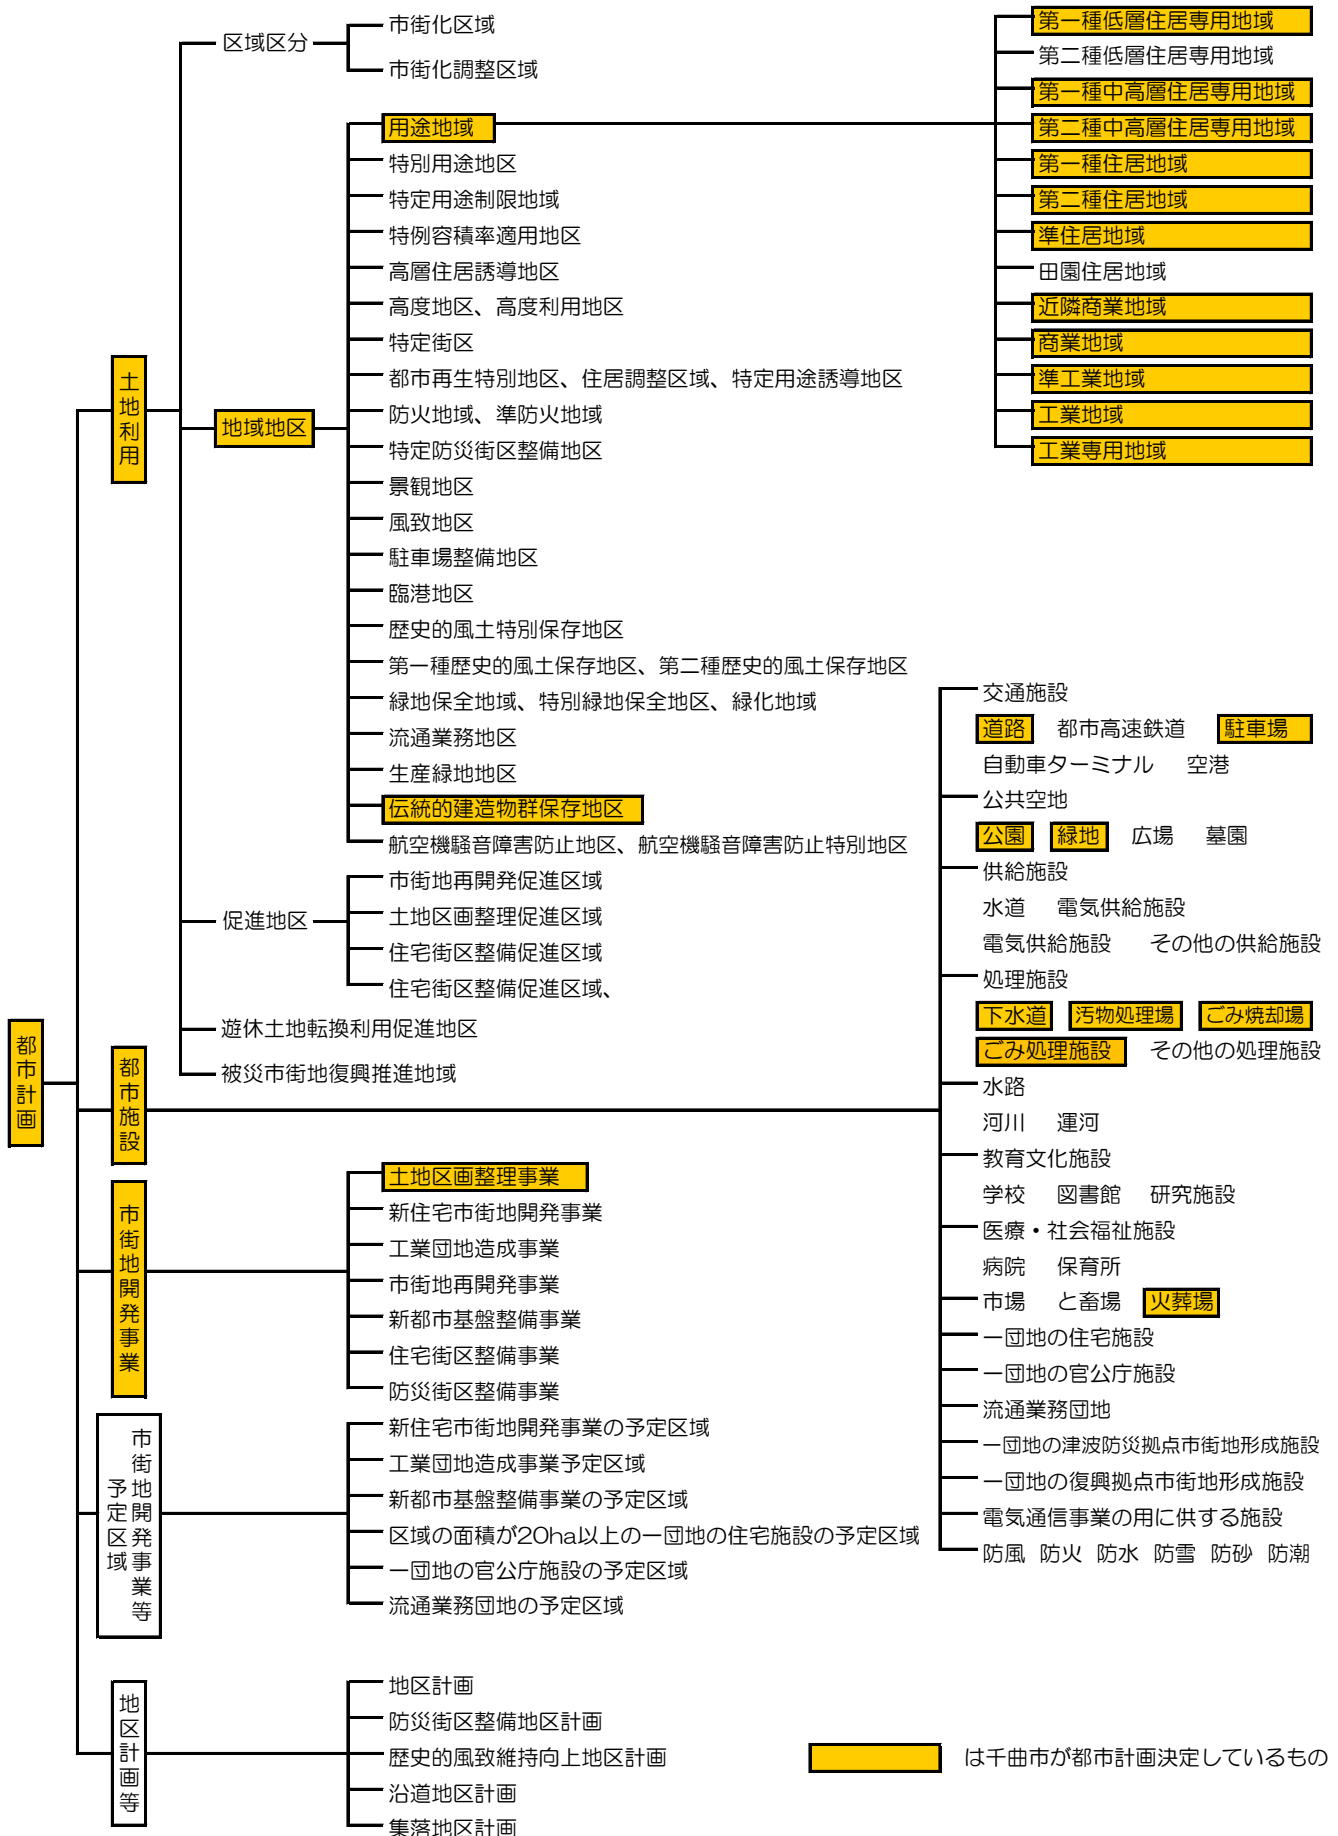 都市計画
土地利用
区域区分
市街化区域
市街化調整区域
地域地区
用途地域
第一種低層住居専用地域
第二種低層住居専用地域
第一種中高層住居専用地域
第二種中高層住居専用地域
第一種住居地域
第二種住居地域
準住居地域
田園住居地域
近隣商業地域
商業地域
準工業地域
工業地域
工業専用地域
特別用途地区
特定用途制限地域
特例容積率適用地区
高層住居誘導地区
高度地区、高度利用地区
特定街区
都市再生特別地区、住居調整区域、特定用途誘導地区
防火地域、準防火地域
特定防災街区整備地区
景観地区
風致地区
駐車場整備地区
臨港地区
歴史的風土特別保存地区
第一種歴史的風土保存地区、第二種歴史的風土保存地区
緑地保全地域、特別緑地保全地区、緑化地域
流通業務地区
生産緑地地区
伝統的建造物群保存地区
航空機騒音障害防止地区、航空機騒音障害防止特別地区
促進地区
市街地再開発促進区域
土地区画整理促進区域
住宅街区整備促進区域
住宅街区整備促進区域、
遊休土地転換利用促進地区
被災市街地復興推進地域
都市施設
交通施設
道路 都市高速鉄道 駐車場
自動車ターミナル 空港
公共空地
公園 緑地 広場 墓園
供給施設
水道 電気供給施設
電気供給施設 その他の供給施設
処理施設
下水道 汚物処理場 ごみ焼却場
ごみ処理施設 その他の処理施設
水路
河川 運河
教育文化施設
学校 図書館 研究施設
医療・社会福祉施設
病院 保育所
市場 と畜場 火葬場
一団地の住宅施設
一団地の官公庁施設
流通業務団地
一団地の津波防災拠点市街地形成施設
一団地の復興拠点市街地形成施設
電気通信事業の用に供する施設
防風 防火 防水 防雪 防砂 防潮
市街地開発事業
土地区画整理事業
新住宅市街地開発事業
工業団地造成事業
市街地再開発事業
新都市基盤整備事業
住宅街区整備事業
防災街区整備事業
市街地開発事業等
予定区域
新住宅市街地開発事業の予定区域
工業団地造成事業予定区域
新都市基盤整備事業の予定区域
区域の面積が20ha以上の一団地の住宅施設の予定区域
一団地の官公庁施設の予定区域
流通業務団地の予定区域
地区計画等
地区計画
防災街区整備地区計画
歴史的風致維持向上地区計画
沿道地区計画
集落地区計画
は千曲市が都市計画決定しているもの